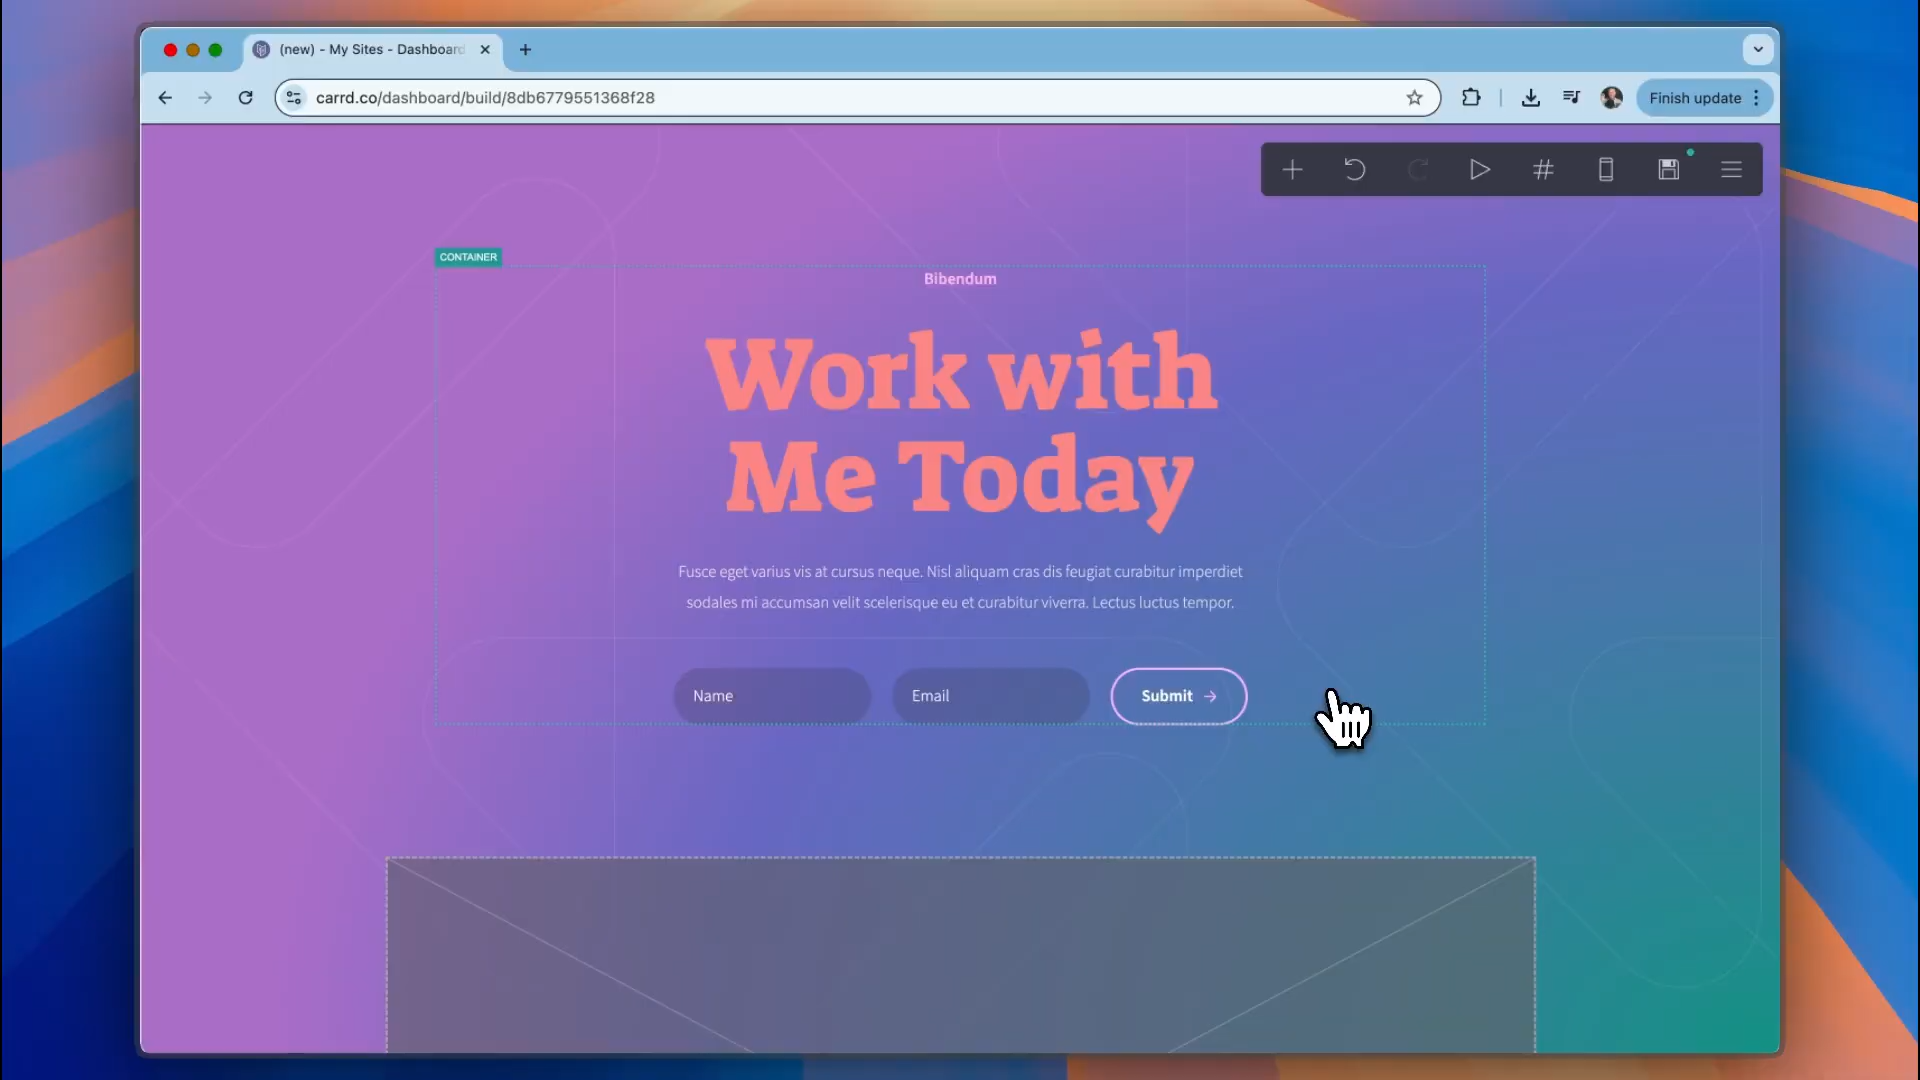 (new) - My Sites - Dashboard
carrd.co/dashboard/build/8db6779551368f28
Finish update
CONTAINER
Bibendum
Work with
Me Today
Fusce eget varius vis at cursus neque. Nisl aliquam cras dis feugiat curabitur imperdiet
sodales mi accumsan velit scelerisque eu et curabitur viverra. Lectus luctus tempor.
Name
Email
Submit →